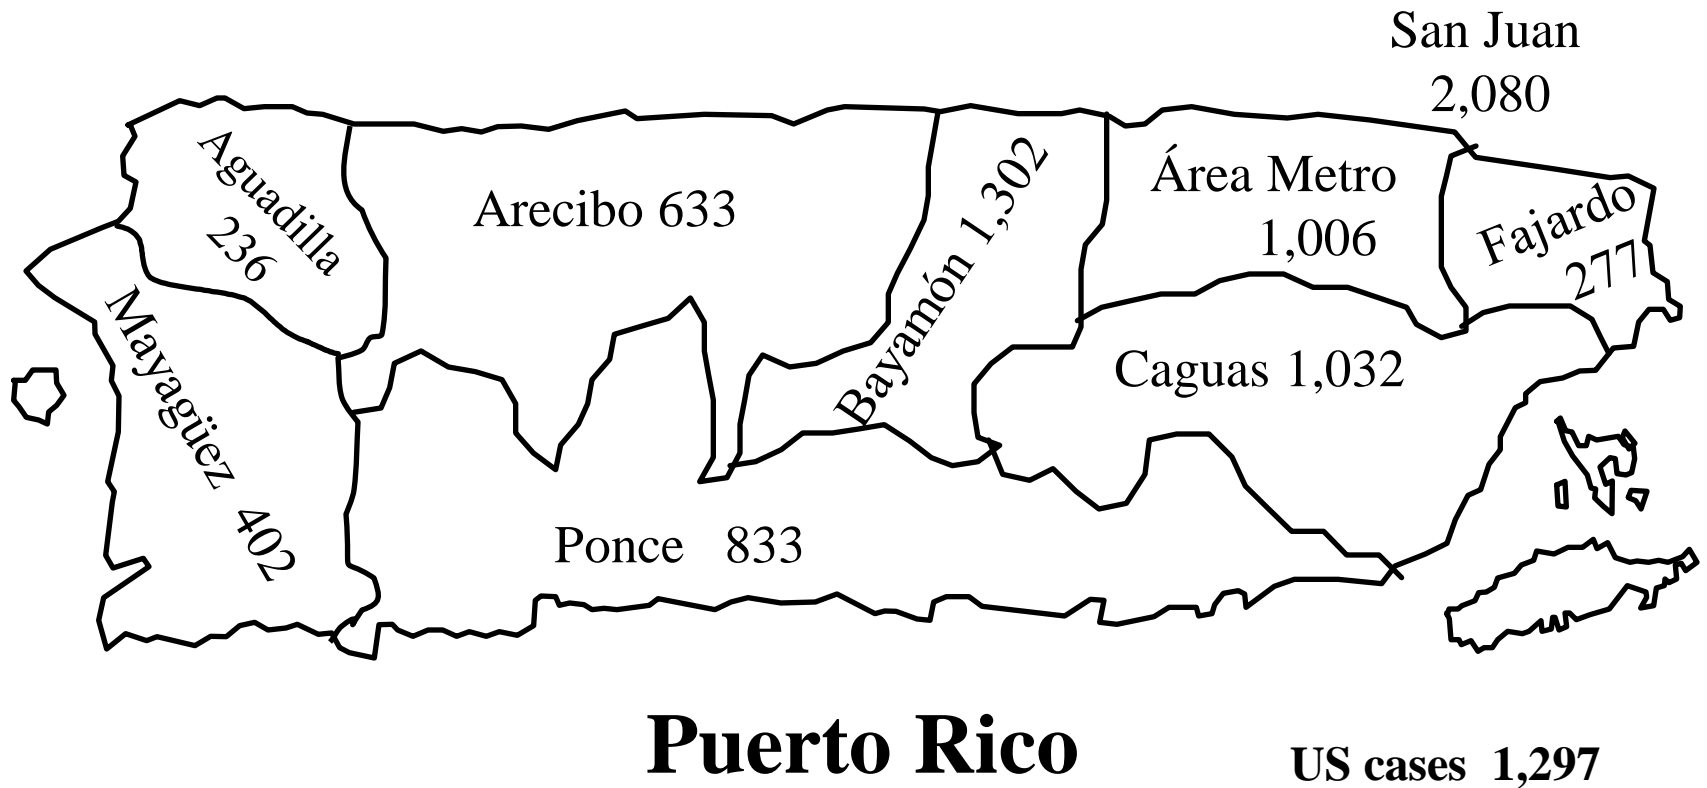 San Juan
2,080
Aguadilla
236
Arecibo 633
Bayamón 1,302
Área Metro
1,006
Fajardo
277
Mayagüez 402
Caguas 1,032
Ponce 833
Puerto Rico
US cases 1,297